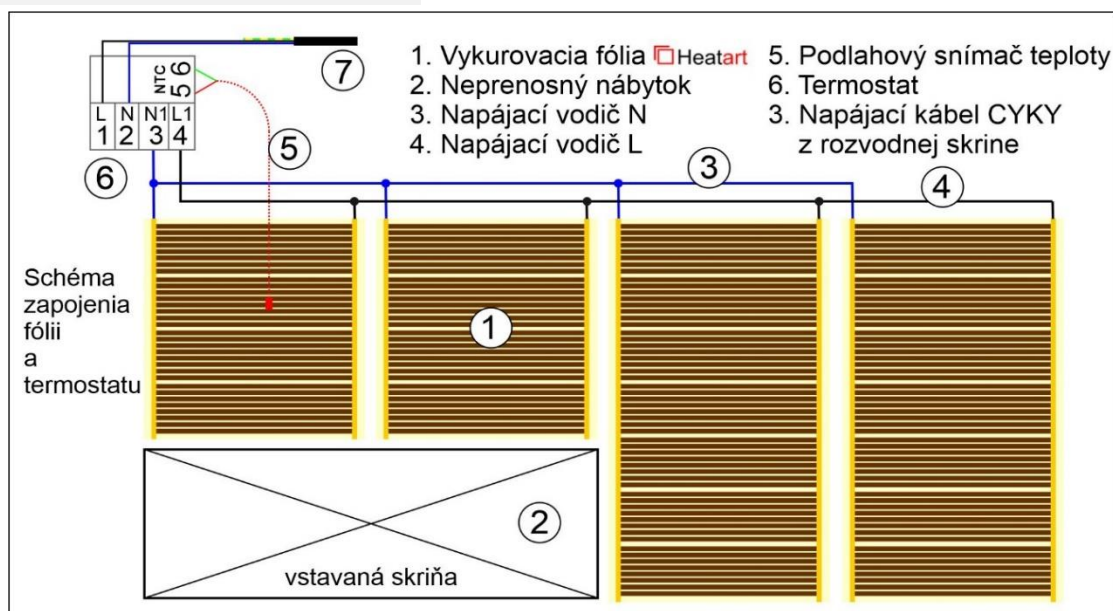 1. Vykurovacia fólia Heatart
2. Neprenosný nábytok
3. Napájací vodič N
4. Napájací vodič L
5. Podlahový snímač teploty
6. Termostat
3. Napájací kábel CYKY
z rozvodnej skrine
7
NTC
5 6
L N N1 L1
1 2 3 4
6
5
3
4
Schéma
zapojenia
fólii
a
termostatu
1
2
vstavaná skriňa